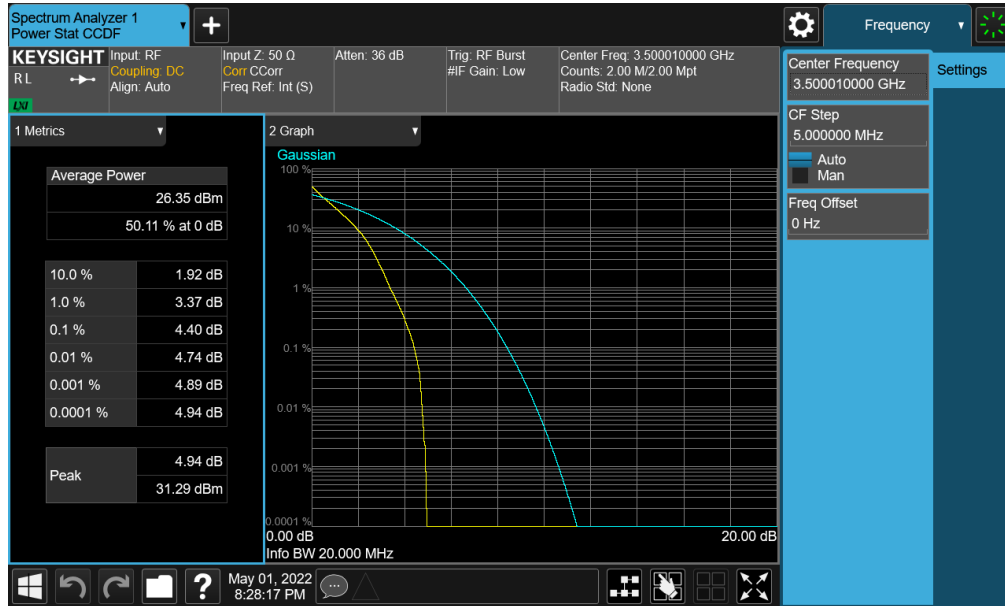 Spectrum Analyzer 1
Power Stat CCDF
+
Frequency
KEYSIGHT
R L
LXI
Input: RF
Coupling: DC
Align: Auto
Input Z: 50 Ω
Corr CCorr
Freq Ref: Int (S)
Atten: 36 dB
Trig: RF Burst
#IF Gain: Low
Center Freq: 3.500010000 GHz
Counts: 2.00 M/2.00 Mpt
Radio Std: None
Center Frequency
3.500010000 GHz
Settings
CF Step
5.000000 MHz
Auto
Man
Freq Offset
0 Hz
1 Metrics
Average Power
26.35 dBm
50.11 % at 0 dB
10.0 % 1.92 dB
1.0 % 3.37 dB
0.1 % 4.40 dB
0.01 % 4.74 dB
0.001 % 4.89 dB
0.0001 % 4.94 dB
Peak 4.94 dB
31.29 dBm
2 Graph
Gaussian
100 %
10 %
1 %
0.1 %
0.01 %
0.001 %
0.0001 %
0.00 dB 20.00 dB
Info BW 20.000 MHz
?
May 01, 2022
8:28:17 PM